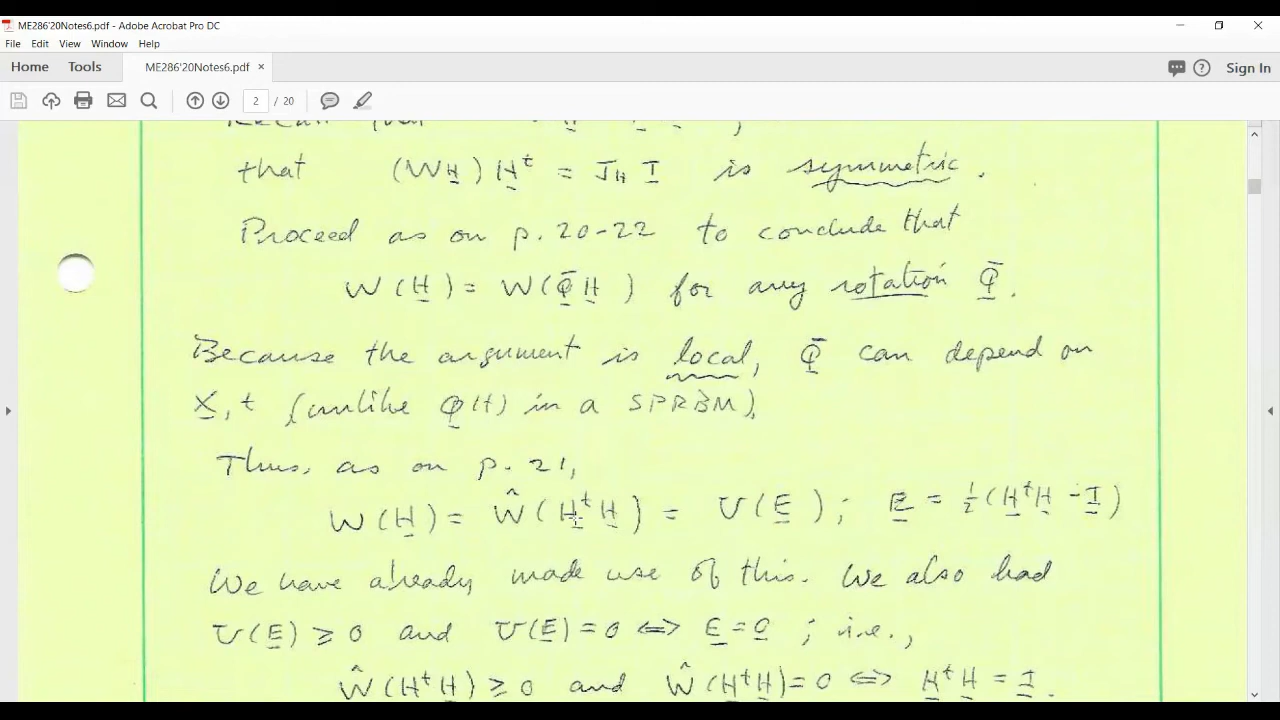 ME286'20Notes6.pdf - Adobe Acrobat Pro DC
File Edit View Window Help
Home Tools ME286'20Notes6.pdf × Sign In
2 / 20
that (W_H) H^t = J_H I is symmetric.
Proceed as on p. 20-22 to conclude that
W(H) = W(Q̄H) for any rotation Q̄.
Because the argument is local, Q̄ can depend on
X, t (unlike Q(t) in a SPRBM).
Thus, as on p. 21,
W(H) = Ŵ(H^tH) = U(E); E = ½(H^tH - I)
We have already made use of this. We also had
U(E) ≥ 0 and U(E)=0 ⇔ E=0; i.e.,
Ŵ(H^tH) ≥ 0 and Ŵ(H^tH)=0 ⇔ H^tH = I.